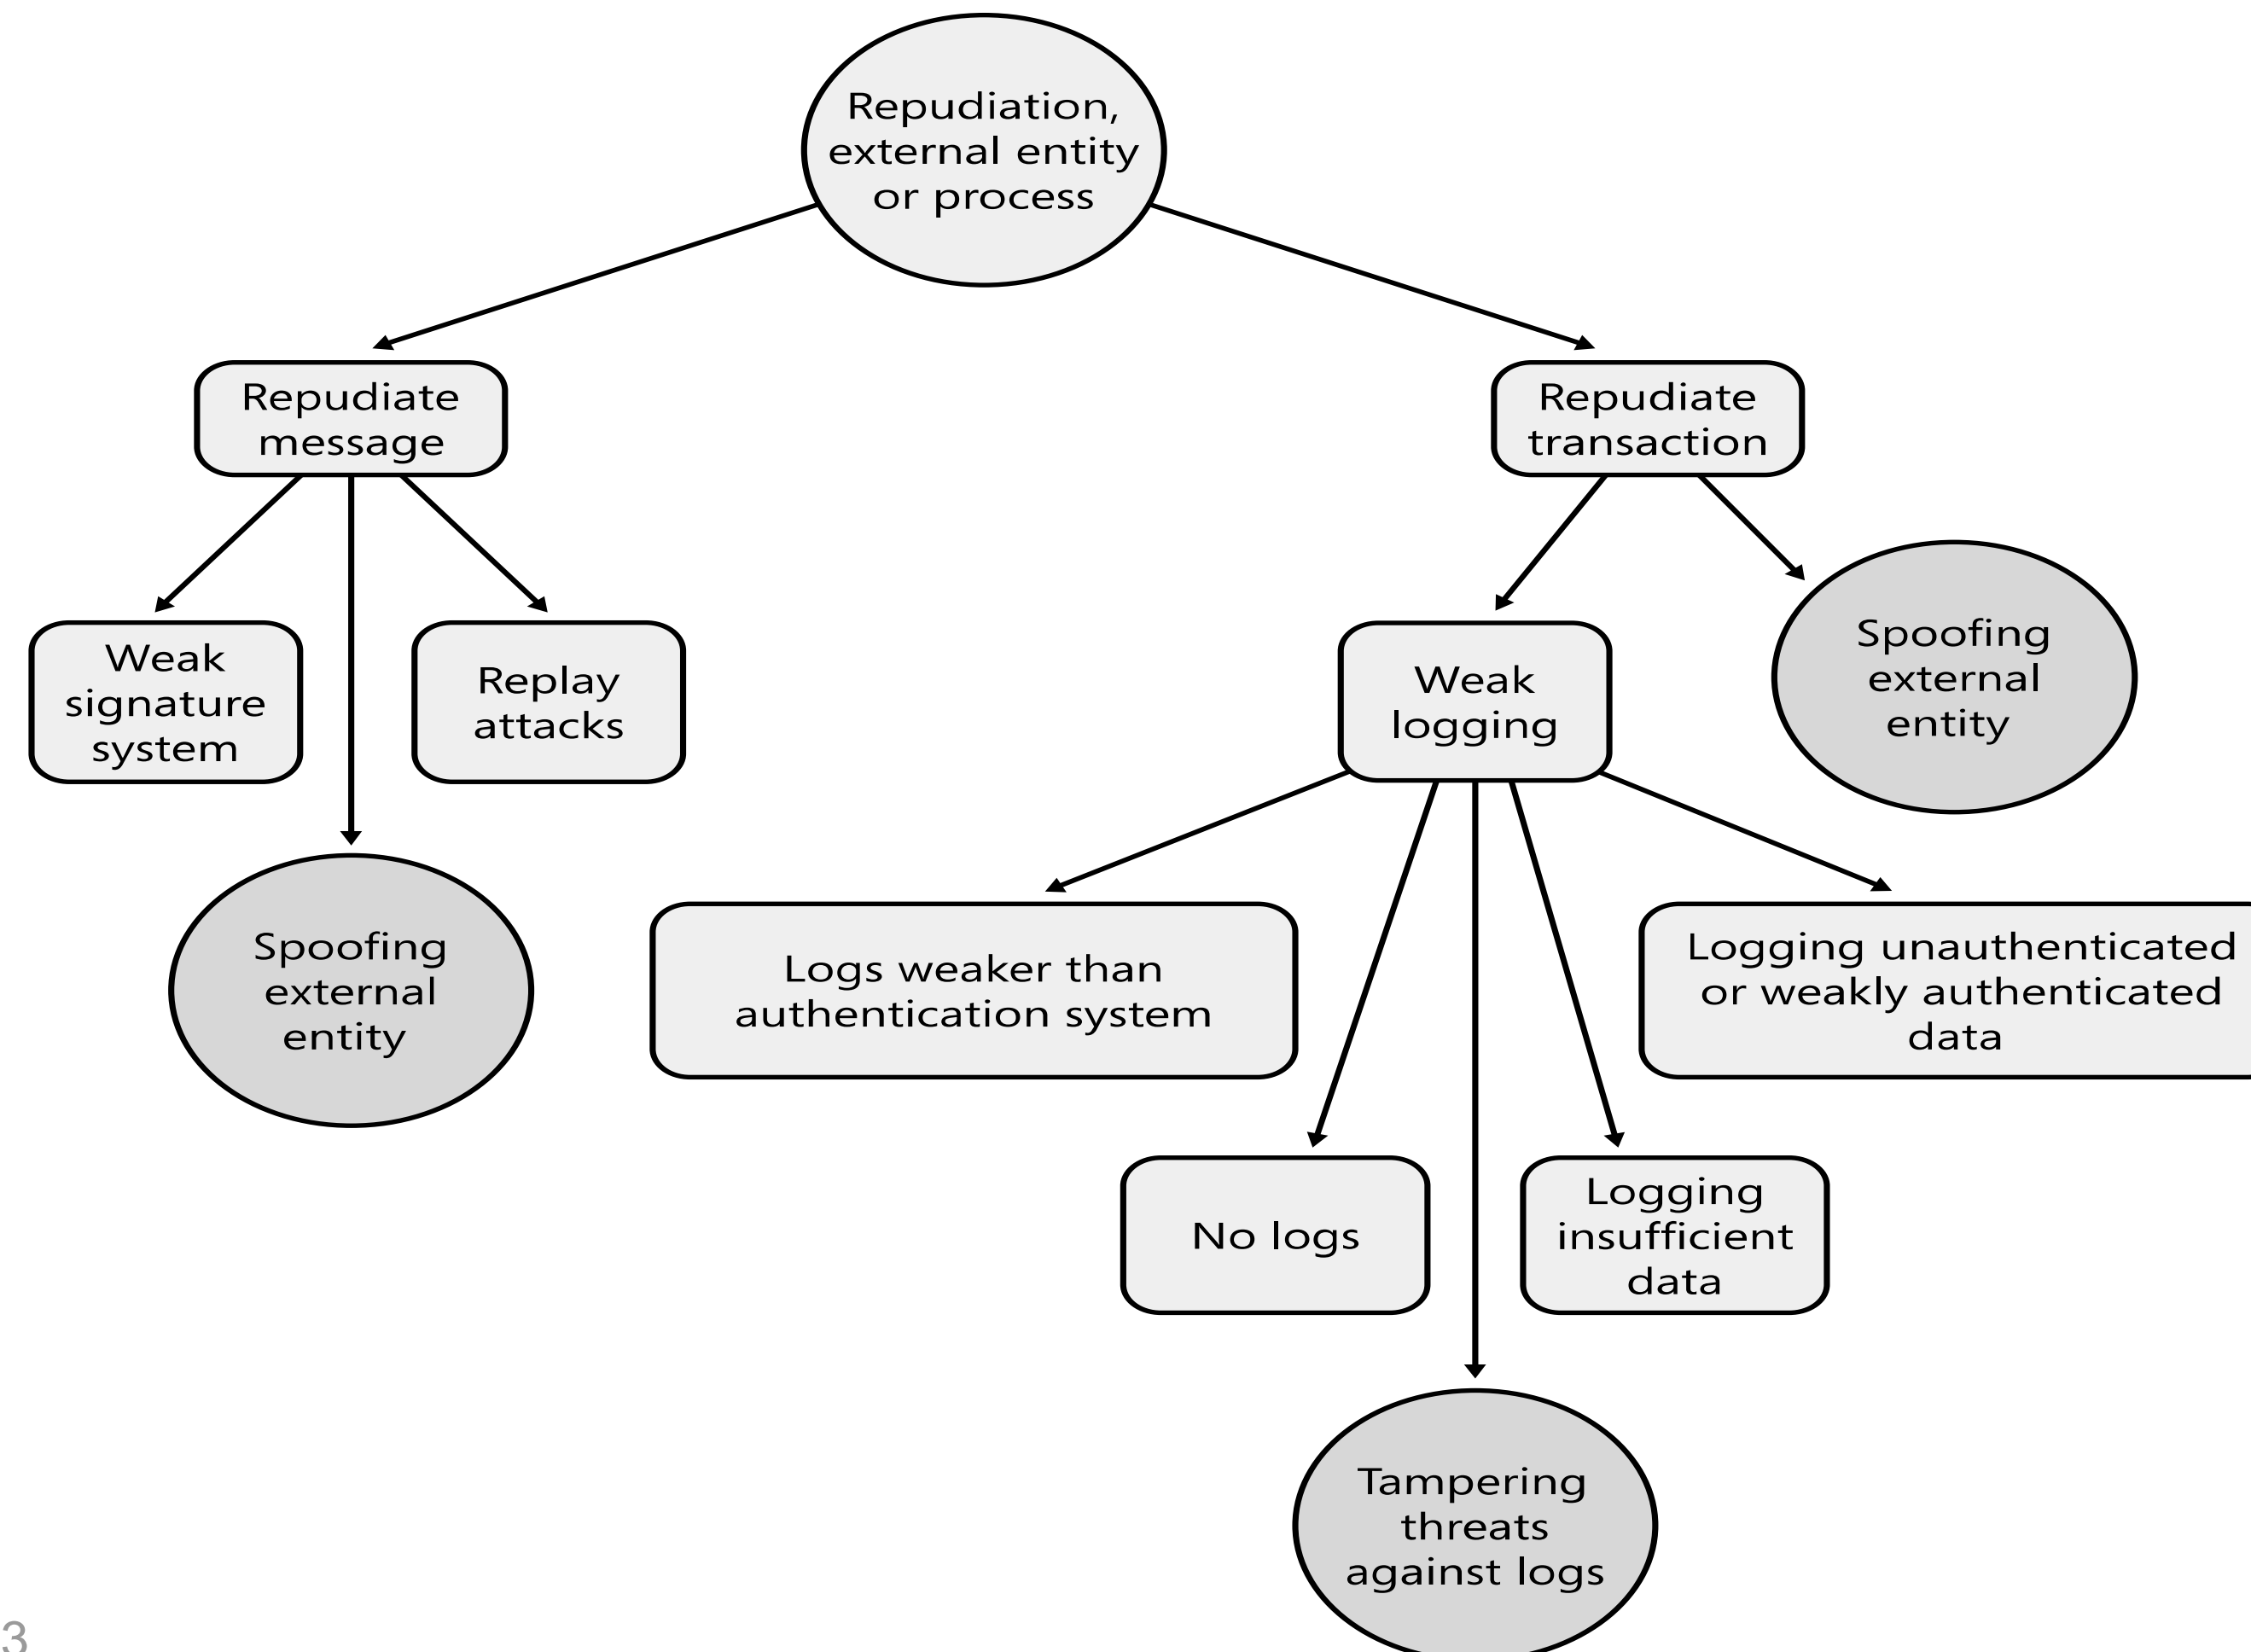 Repudiation,
external entity
or process
Repudiate
message
Repudiate
transaction
Weak
signature
system
Replay
attacks
Weak
logging
Spoofing
external
entity
Spoofing
external
entity
Logs weaker than
authentication system
Logging unauthenticated
or weakly authenticated
data
No logs
Logging
insufficient
data
Tampering
threats
against logs
3